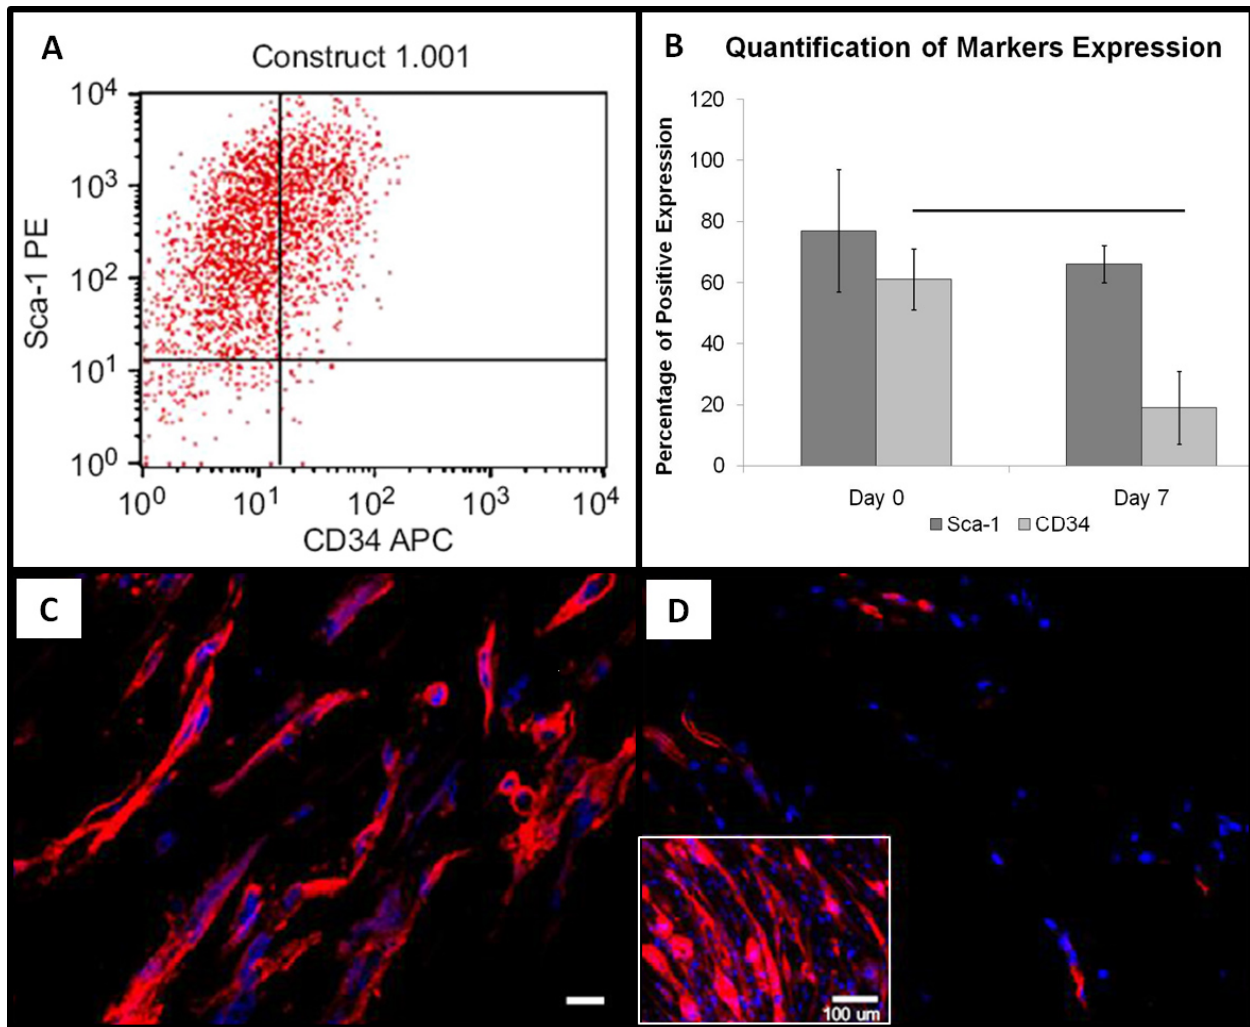 A
Construct 1.001
Sca-1 PE
10^4
10^3
10^2
10^1
10^0
10^0 10^1 10^2 10^3 10^4
CD34 APC
B
Quantification of Markers Expression
Percentage of Positive Expression
120
100
80
60
40
20
0
Day 0 Day 7
Sca-1 CD34
C
D
100 um